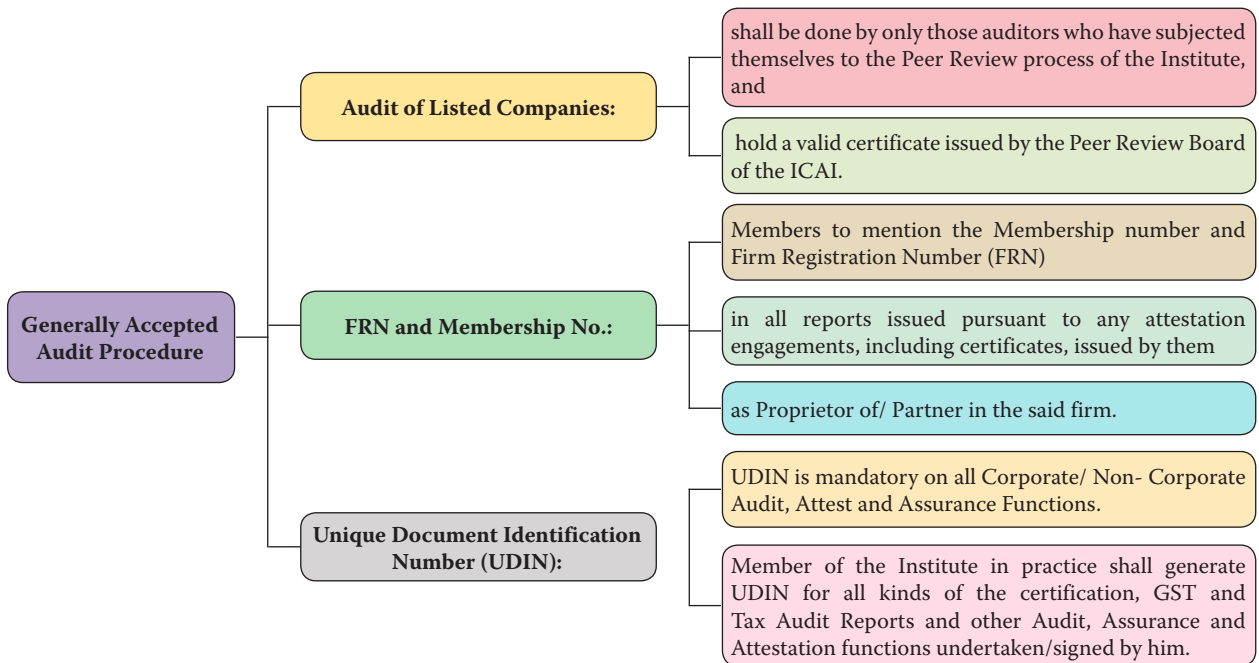 Generally Accepted
Audit Procedure
Audit of Listed Companies:
shall be done by only those auditors who have subjected
themselves to the Peer Review process of the Institute,
and
hold a valid certificate issued by the Peer Review Board
of the ICAI.
FRN and Membership No.:
Members to mention the Membership number and
Firm Registration Number (FRN)
in all reports issued pursuant to any attestation
engagements, including certificates, issued by them
as Proprietor of/ Partner in the said firm.
Unique Document Identification
Number (UDIN):
UDIN is mandatory on all Corporate/ Non- Corporate
Audit, Attest and Assurance Functions.
Member of the Institute in practice shall generate
UDIN for all kinds of the certification, GST and
Tax Audit Reports and other Audit, Assurance and
Attestation functions undertaken/signed by him.